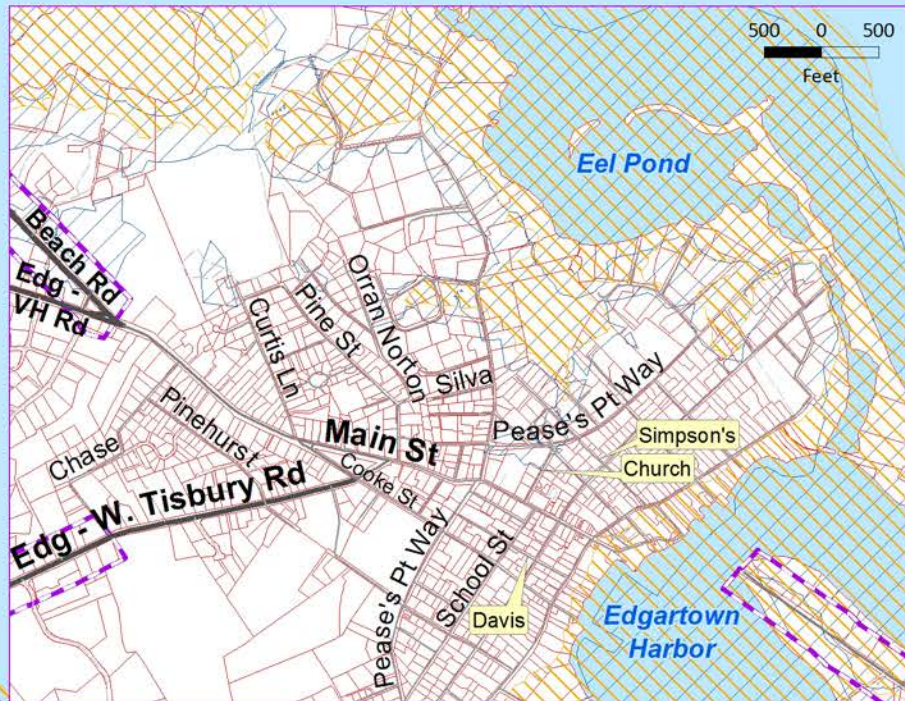 500 0 500
Feet
Eel Pond
Beach Rd
Edg -
VH Rd
Orran Norton
Pine St
Curtis Ln
Silva
Pease's Pt Way
Main St
Simpson's
Church
Pinehurst
Chase
Cooke St
Edg - W. Tisbury Rd
Pease's Pt Way
School St
Davis
Edgartown
Harbor